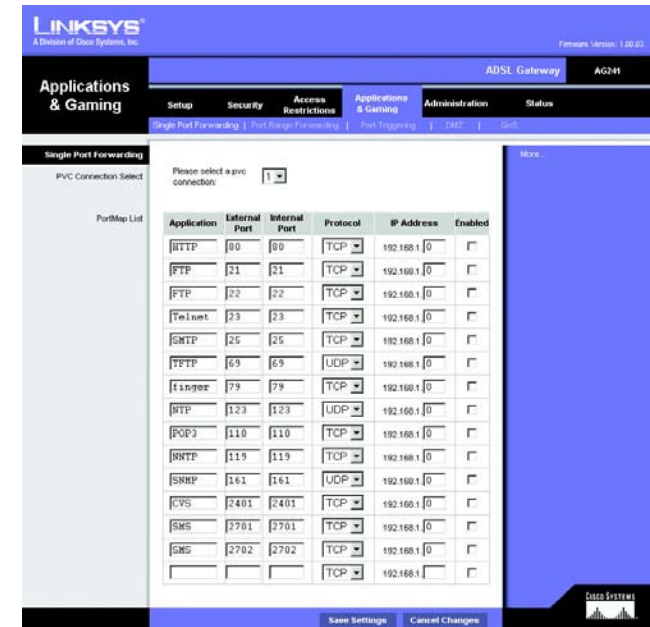 LINKSYS®
A Division of Cisco Systems, Inc.
Firmware Version: 1.00.03
ADSL Gateway AG241
Applications & Gaming
Setup Security Access Restrictions Applications & Gaming Administration Status
Single Port Forwarding | Port Range Forwarding | Port Triggering | DMZ | QoS
Single Port Forwarding
More...
PVC Connection Select
Please select a pvc connection: 1
PortMap List
Application External Port Internal Port Protocol IP Address Enabled
HTTP 80 80 TCP 192.168.1. 0
FTP 21 21 TCP 192.168.1. 0
FTP 22 22 TCP 192.168.1. 0
Telnet 23 23 TCP 192.168.1. 0
SMTP 25 25 TCP 192.168.1. 0
TFTP 69 69 UDP 192.168.1. 0
finger 79 79 TCP 192.168.1. 0
NTP 123 123 UDP 192.168.1. 0
POP3 110 110 TCP 192.168.1. 0
NNTP 119 119 TCP 192.168.1. 0
SNMP 161 161 UDP 192.168.1. 0
CVS 2401 2401 TCP 192.168.1. 0
SMS 2701 2701 TCP 192.168.1. 0
SMS 2702 2702 TCP 192.168.1. 0
TCP 192.168.1.
Save Settings Cancel Changes
CISCO SYSTEMS